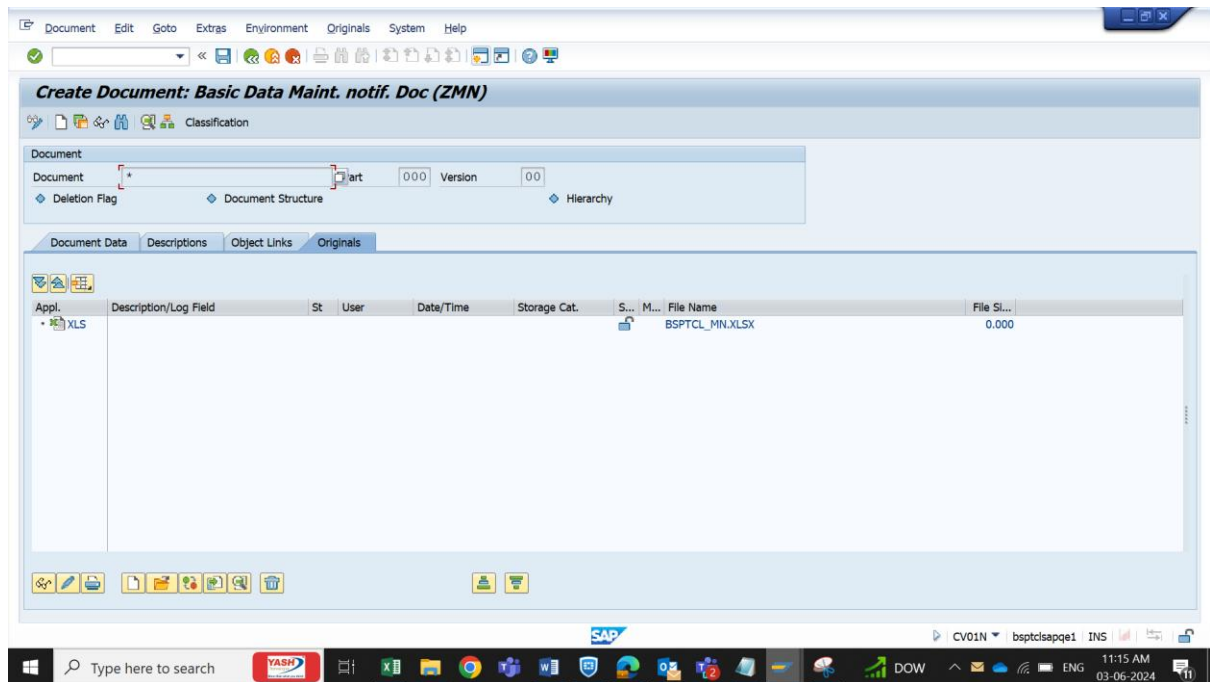 Document Edit Goto Extras Environment Originals System Help
Create Document: Basic Data Maint. notif. Doc (ZMN)
Classification
Document
Document * art 000 Version 00
Deletion Flag Document Structure Hierarchy
Document Data Descriptions Object Links Originals
Appl. Description/Log Field St User Date/Time Storage Cat. S... M... File Name File Si...
XLS BSPTCL_MN.XLSX 0.000
SAP
CV01N bsptclsapqe1 INS
Type here to search YASH DOW ENG 11:15 AM
03-06-2024